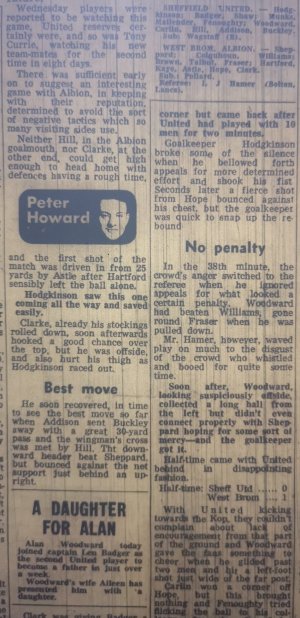 Wednesday players were
reported to be watching this
game, United reserves cer-
tainly were, and so was Tony
Currin, watching his new
team-mates for the second
time in eight days.
There was sufficient early
on to suggest an interesting
game with Albion, in keeping
with their reputation,
determined to avoid the sort
of negative tactics which so
many visiting sides use.
Neither Hill, in the Albion
goalmouth nor Clarke, at the
other end, could get high
enough to head home with
defences having a rough time,
Peter
Howard
and the first shot of the
match was driven in from 25
yards by Astle after Hartford
sensibly left the ball alone.
Hodgkinson saw this one
coming all the way and saved
easily.
Clarke, already his stockings
rolled down, soon afterwards
hooked a good chance over
the top, but he was offside,
and also hurt his thigh as
Hodgkinson raced out.
Best move
He soon recovered, in time
to see the best move so far
when Addison sent Buckley
away with a great 30-yard
pass and the wingman's cross
was met by Hill. Tht down-
ward header beat Sheppard,
but bounced against the net
support just behind an up-
right.
A DAUGHTER
FOR ALAN
Alan Woodward today
joined captain Len Badger as
the second United player to
become a father in just over
a week.
Woodward's wife Aileen has
presented him with a
daughter.
SHEFFIELD UNITED. — Hodg-
kinson; Badger, Shaw; Munks,
Mallender, Fenoughty; Woodward,
Carlin, Hill, Addison, Buckley.
Sub: Wagstaff (B).
WEST BROM. ALBION. — Shep-
pard; Colquhoun, Williams;
Brown, Talbut, Fraser; Hartford,
Kaye, Astle, Hope, Clark.
Sub.: Pollard.
Referee: J Hamer (Bolton,
Lancs).
corner but came back after
United had played with 10
men for two minutes.
Goalkeeper Hodgkinson
broke some of the silence
when he bellowed forth
appeals for more determined
effort and shook his fist.
Seconds later a fierce shot
from Hope bounced against
his chest, but the goalkeeper
was quick to snap up the re-
bound
No penalty
In the 38th minute, the
crowd's anger switched to the
referee when he ignored
appeals for what looked a
certain penalty. Woodward
had beaten Williams, gone
round Fraser when he was
pulled down.
Mr. Hamer, however, waved
play on much to the disgust
of the crowd who whistled
and booed for quite some
time.
Soon after, Woodward,
looking suspiciously offside,
collected a long ball from
the left but didn't even
connect properly with Shep-
pard hoping for some sort of
mercy—and the goalkeeper
got it.
Half-time came with United
behind in disappointing
fashion.
Half-time: Sheff Utd ..... 0
West Brom ... 1
With United kicking
towards the Kop, they couldn't
complain about lack of
encouragement from that part
of the ground and Woodward
gave the fans something to
cheer when he glided past
two men and hit a left-foot
shot just wide of the far post.
Carlin won a corner off
Hope, but this brought
nothing and Fenoughty tried
flicking the ball to his col-